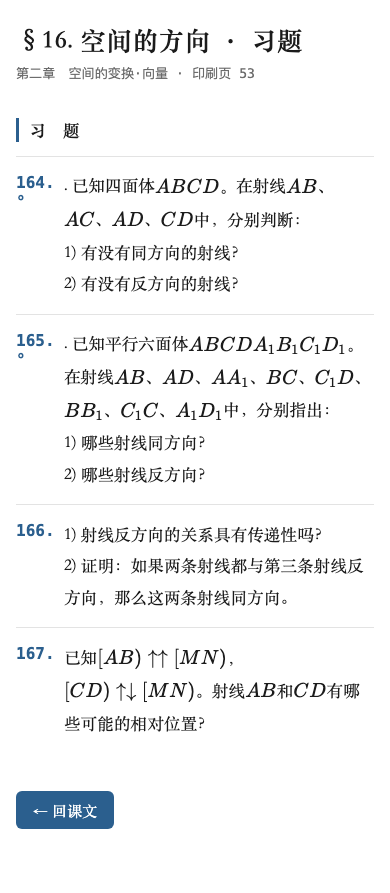 §16. 空间的方向 · 习题
第二章 空间的变换·向量 · 印刷页 53
习 题
164.° . 已知四面体ABCD。在射线AB、
AC、AD、CD中，分别判断：
1) 有没有同方向的射线？
2) 有没有反方向的射线？
165.° . 已知平行六面体ABCDA₁B₁C₁D₁。
在射线AB、AD、AA₁、BC、C₁D、
BB₁、C₁C、A₁D₁中，分别指出：
1) 哪些射线同方向？
2) 哪些射线反方向？
166. 1) 射线反方向的关系具有传递性吗？
2) 证明：如果两条射线都与第三条射线反
方向，那么这两条射线同方向。
167. 已知[AB) ↑↑ [MN)，
[CD) ↑↓ [MN)。射线AB和CD有哪
些可能的相对位置？
← 回课文